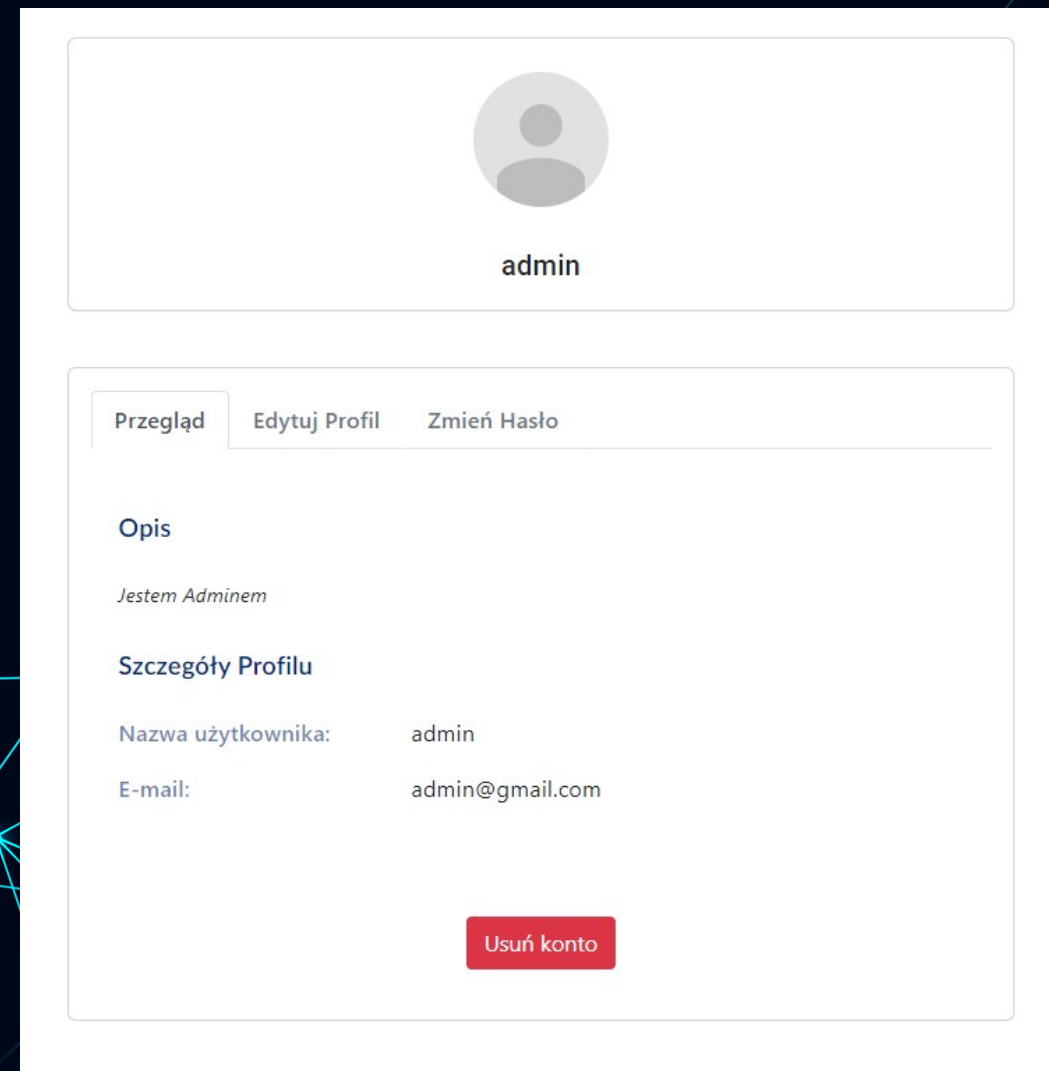 admin
Przegląd Edytuj Profil Zmień Hasło
Opis
Jestem Adminem
Szczegóły Profilu
Nazwa użytkownika: admin
E-mail: admin@gmail.com
Usuń konto